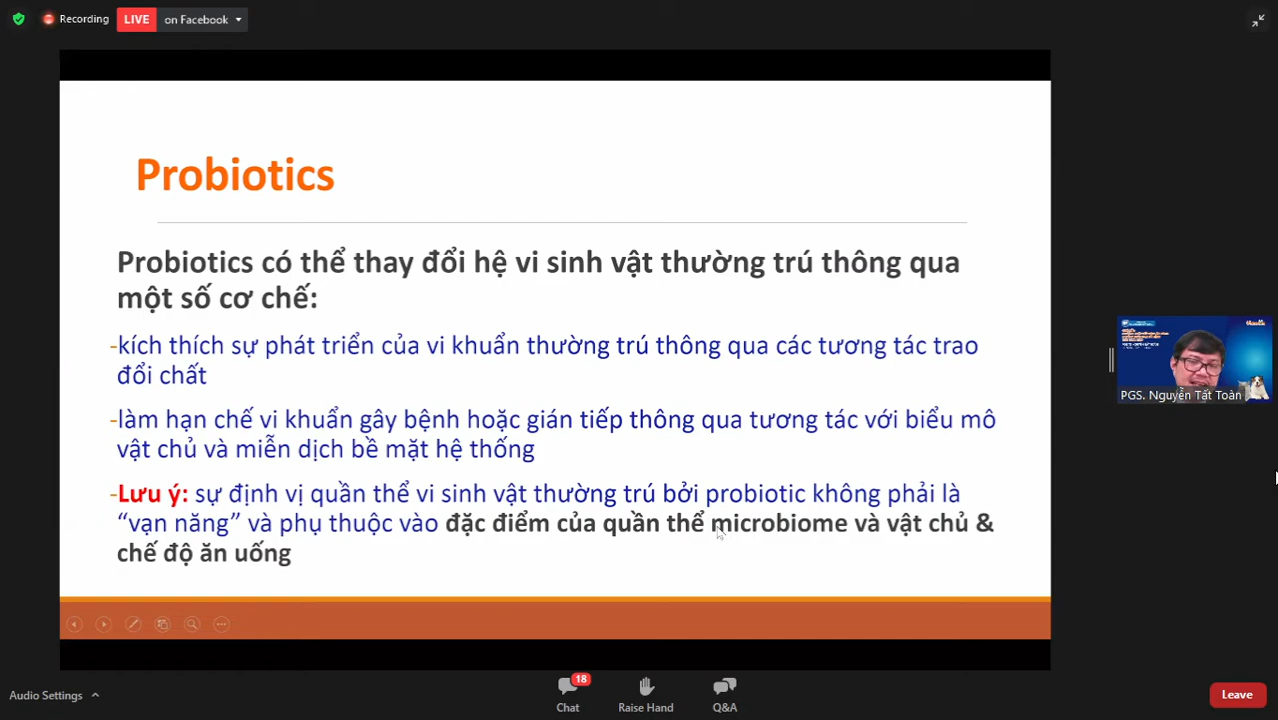 Recording LIVE on Facebook
Probiotics
Probiotics có thể thay đổi hệ vi sinh vật thường trú thông qua
một số cơ chế:
-kích thích sự phát triển của vi khuẩn thường trú thông qua các tương tác trao
đổi chất
-làm hạn chế vi khuẩn gây bệnh hoặc gián tiếp thông qua tương tác với biểu mô
vật chủ và miễn dịch bề mặt hệ thống
-Lưu ý: sự định vị quần thể vi sinh vật thường trú bởi probiotic không phải là
“vạn năng” và phụ thuộc vào đặc điểm của quần thể microbiome và vật chủ &
chế độ ăn uống
PGS. Nguyễn Tất Toàn
Audio Settings
18
Chat
Raise Hand
Q&A
Leave